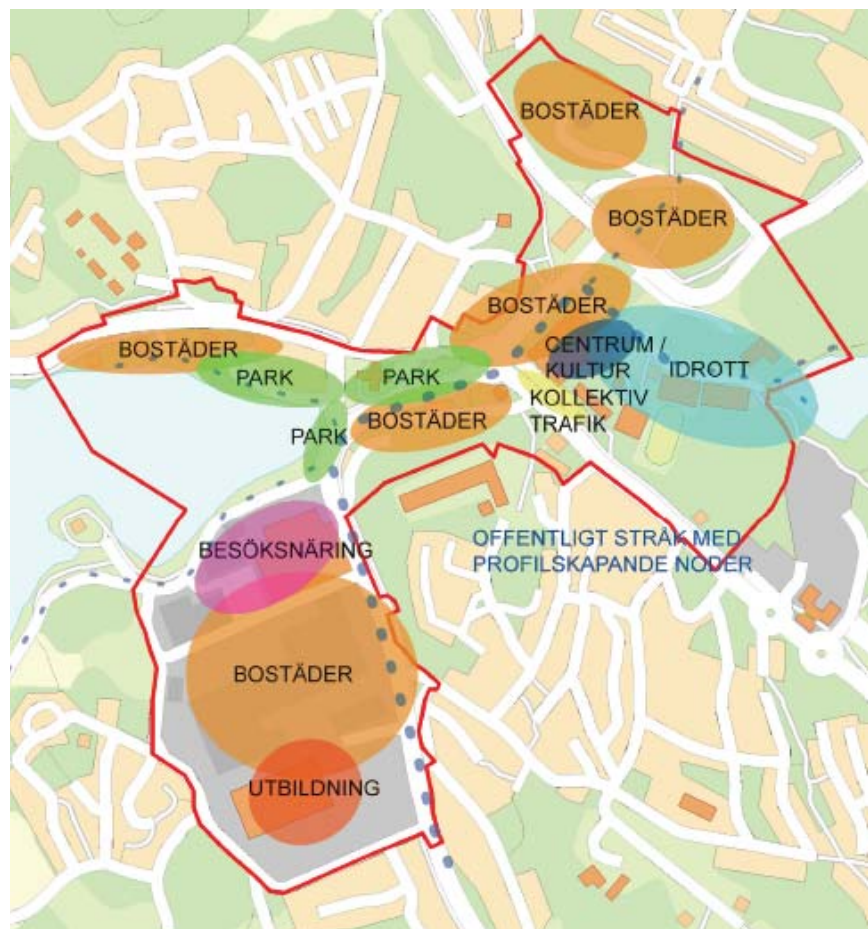 BOSTÄDER
BOSTÄDER
BOSTÄDER
BOSTÄDER
CENTRUM /
KULTUR
IDROTT
PARK
PARK
KOLLEKTIV
TRAFIK
BOSTÄDER
PARK
BESÖKSNÄRING
OFFENTLIGT STRÅK MED
PROFILSKAPANDE NODER
BOSTÄDER
UTBILDNING